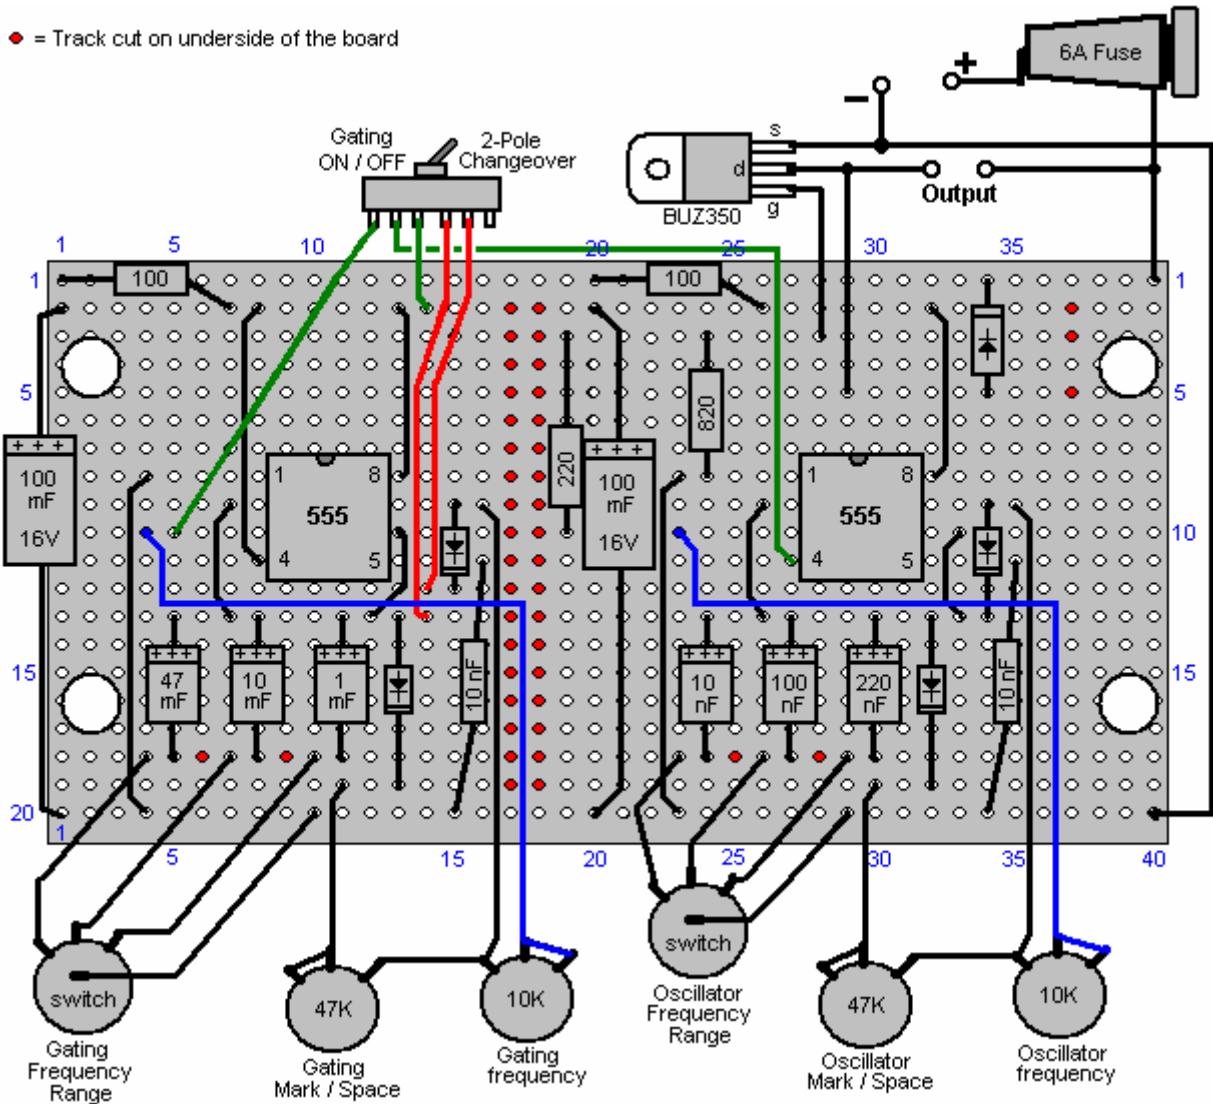 = Track cut on underside of the board
6A Fuse
+
−
Gating
ON / OFF
2-Pole
Changeover
s
d
g
BUZ350
Output
1
5
10
20
25
30
35
1
1
100
100
5
5
+ + +
100
mF
16V
1
8
555
4
5
220
+ + +
100
mF
16V
820
1
8
555
4
5
10
10
15
15
+++
47
mF
+++
10
mF
+++
1
mF
10 nF
+++
10
nF
+++
100
nF
+++
220
nF
10 nF
20
20
1
5
15
20
25
30
35
40
switch
Gating
Frequency
Range
47K
Gating
Mark / Space
10K
Gating
frequency
switch
Oscillator
Frequency
Range
47K
Oscillator
Mark / Space
10K
Oscillator
frequency